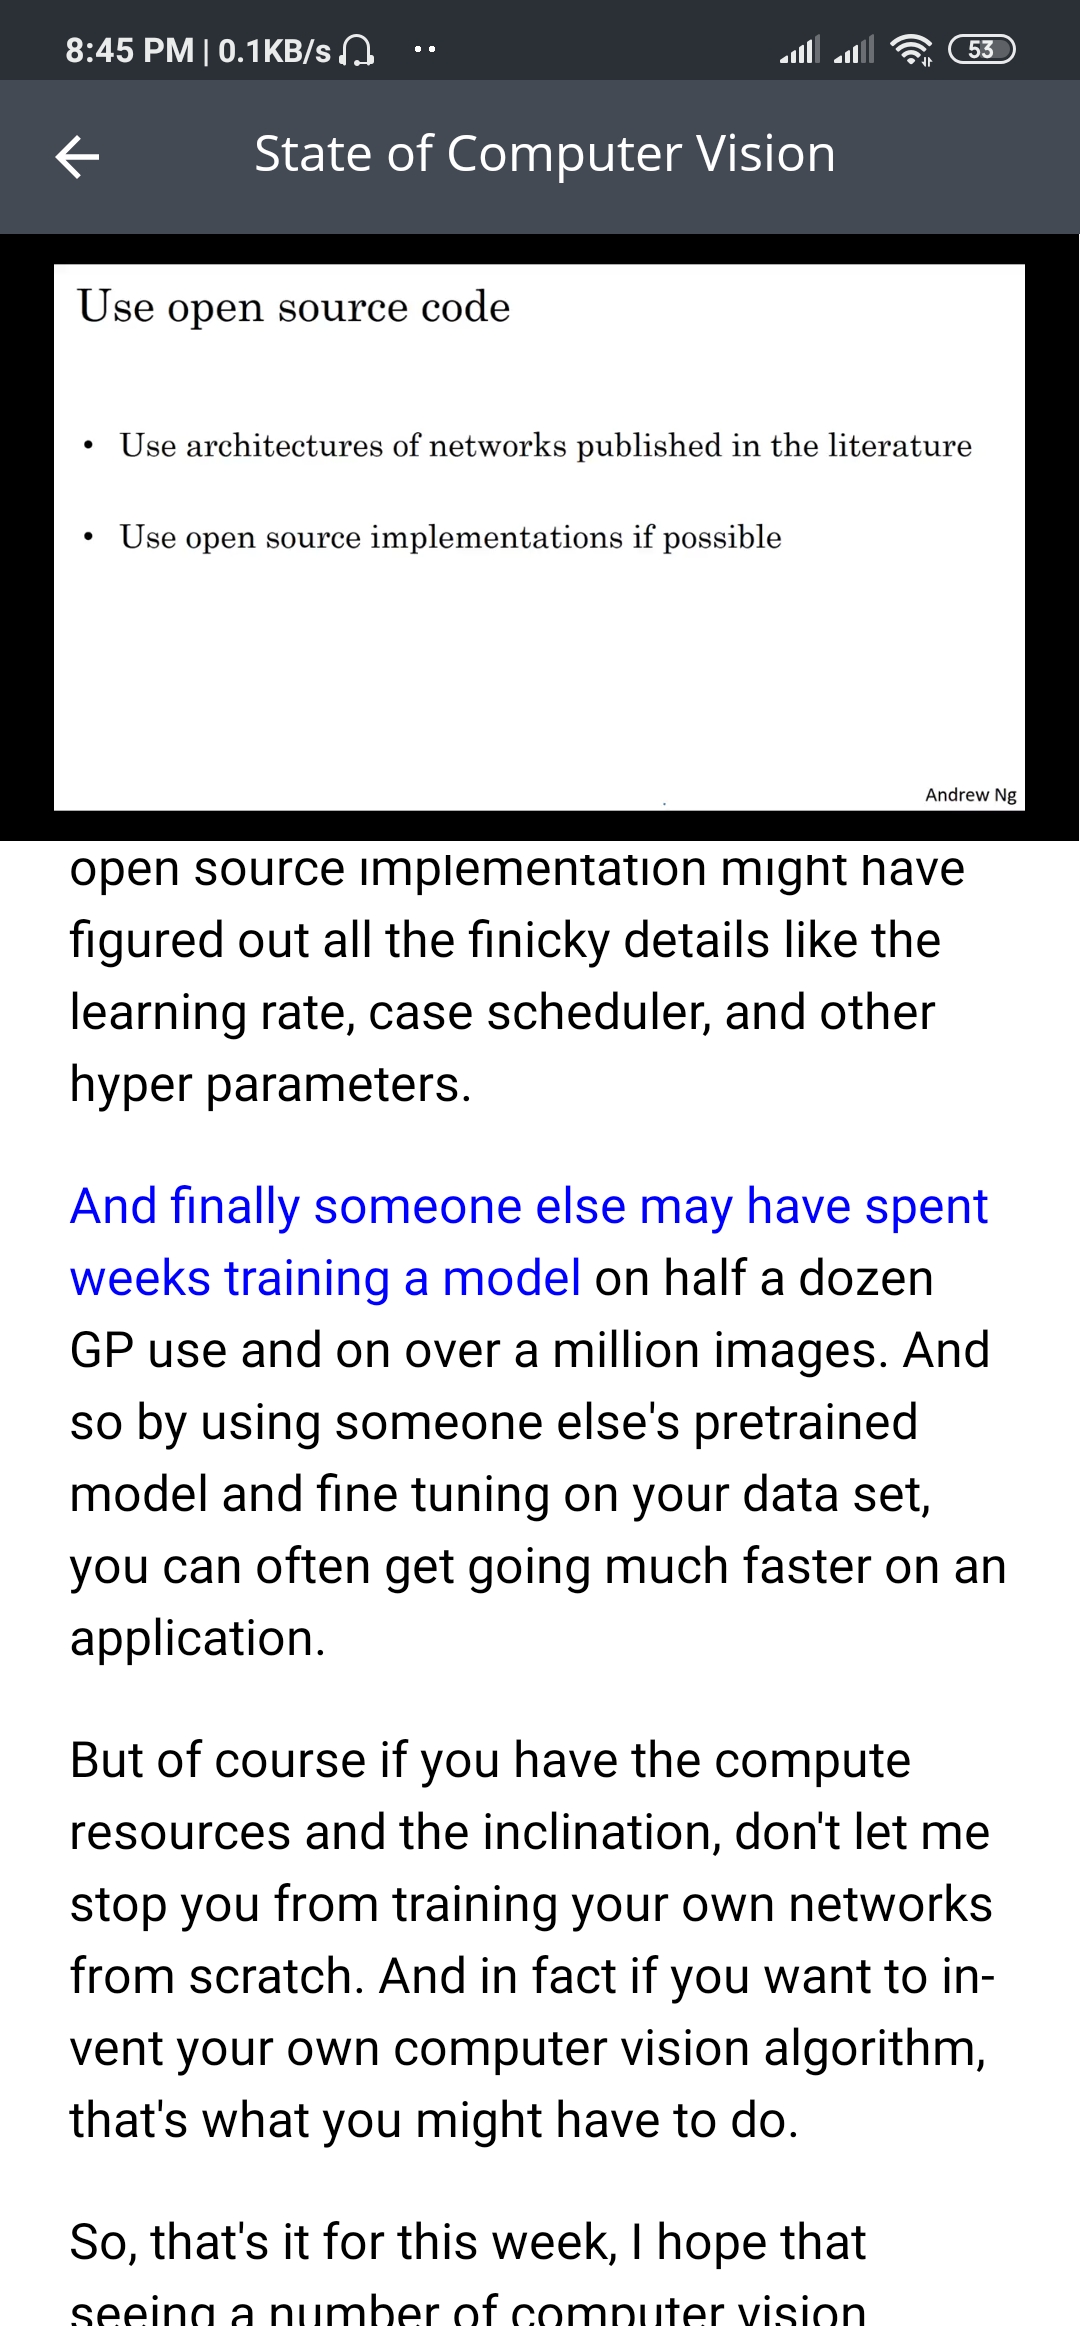 8:45 PM | 0.1KB/s
53
State of Computer Vision
Use open source code
• Use architectures of networks published in the literature
• Use open source implementations if possible
Andrew Ng
open source implementation might have
figured out all the finicky details like the
learning rate, case scheduler, and other
hyper parameters.
And finally someone else may have spent
weeks training a model on half a dozen
GP use and on over a million images. And
so by using someone else's pretrained
model and fine tuning on your data set,
you can often get going much faster on an
application.
But of course if you have the compute
resources and the inclination, don't let me
stop you from training your own networks
from scratch. And in fact if you want to in-
vent your own computer vision algorithm,
that's what you might have to do.
So, that's it for this week, I hope that
seeing a number of computer vision